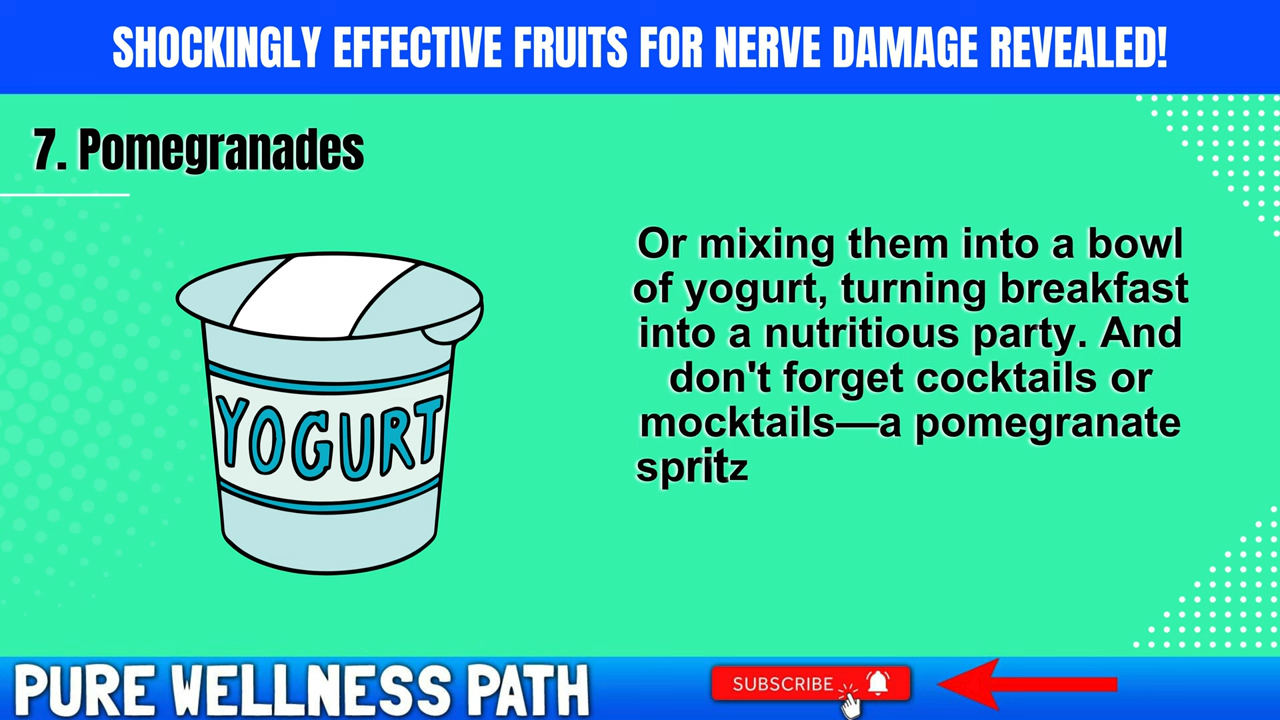 SHOCKINGLY EFFECTIVE FRUITS FOR NERVE DAMAGE REVEALED!
7. Pomegranades
Or mixing them into a bowl
of yogurt, turning breakfast
into a nutritious party. And
don't forget cocktails or
mocktails—a pomegranate
spritz
YOGURT
PURE WELLNESS PATH
SUBSCRIBE